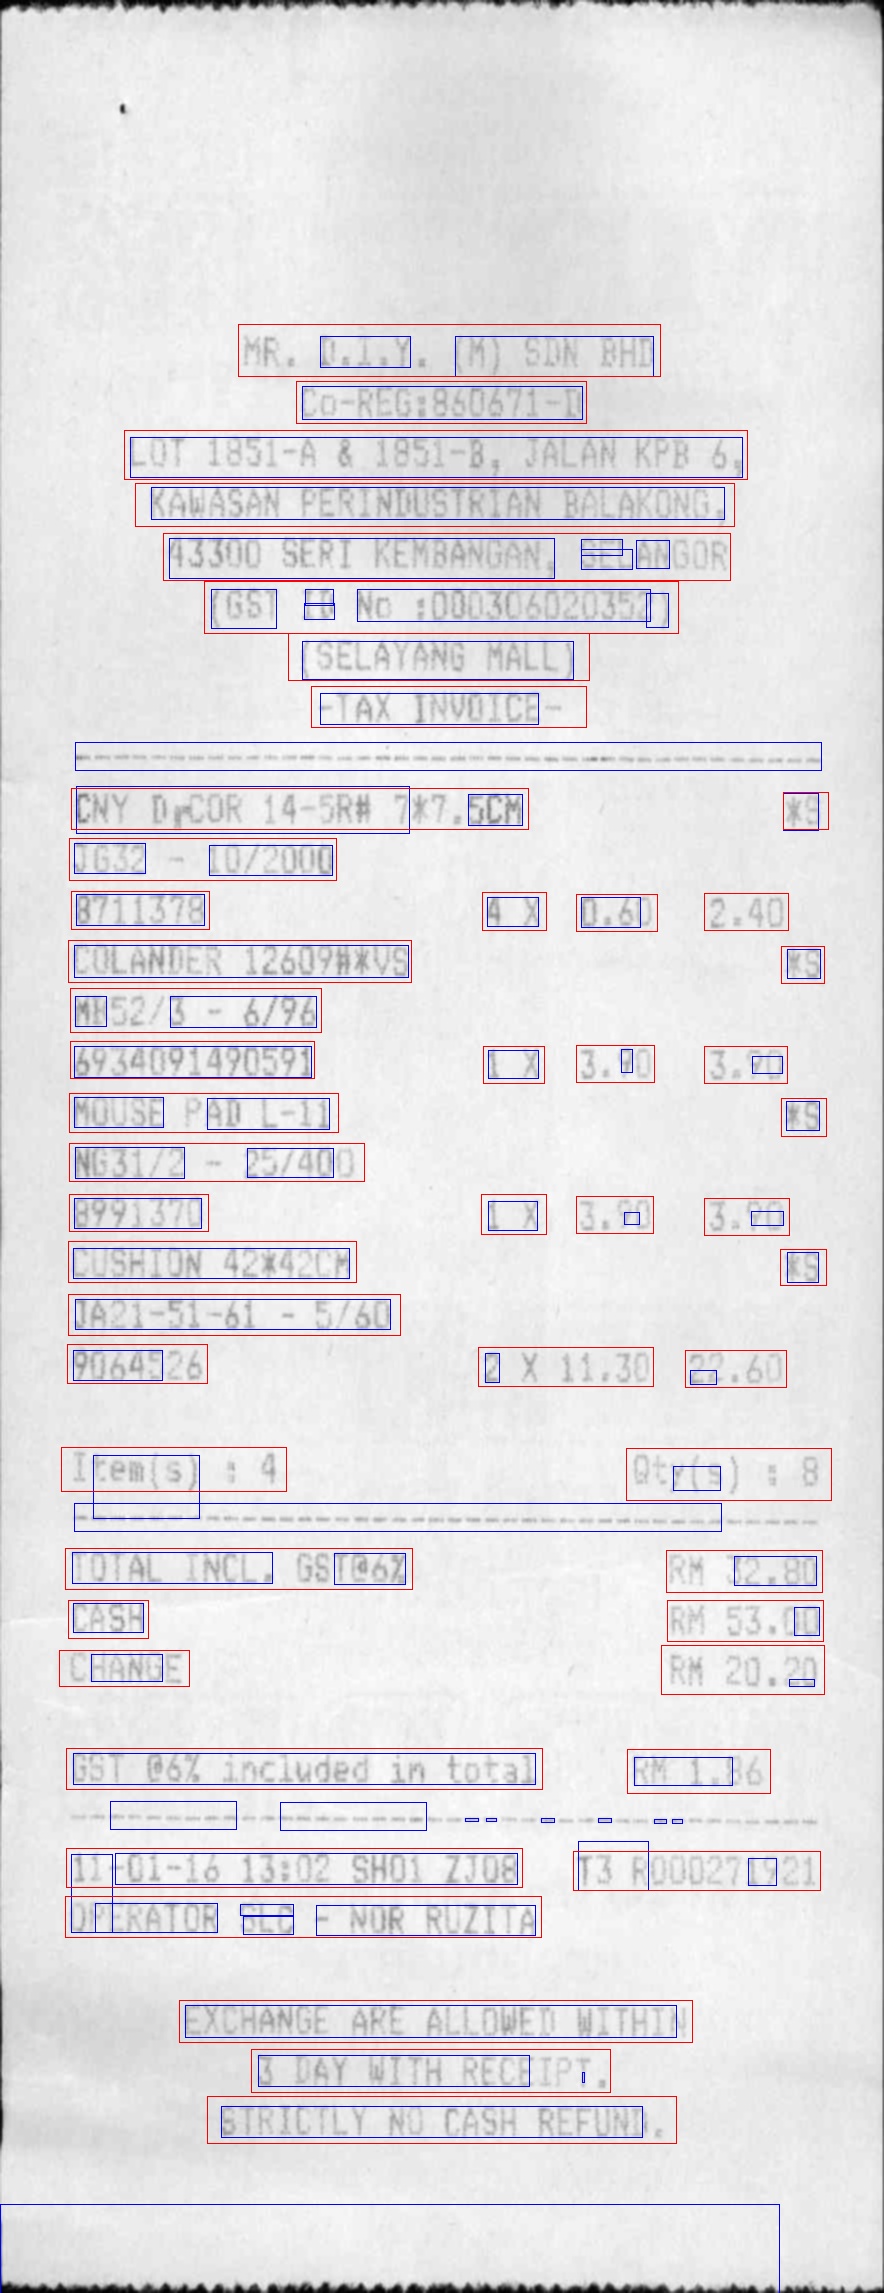 MR. D.I.Y. (M) SDN BHD
Co-REG:860671-D
LOT 1851-A & 1851-B, JALAN KPB 6,
KAWASAN PERINDUSTRIAN BALAKONG,
43300 SERI KEMBANGAN, SELANGOR
(GST ID No :000306020352)
(SELAYANG MALL)
-TAX INVOICE-
CNY DéCOR 14-5R# 7*7.5CM *S
JG32 - 10/2000
8711378 4 X 0.60 2.40
COLANDER 12609##*VS *S
52/3 - 6/96
6934091490591 1 X 3.90 3.90
MOUSE PAD L-11 *S
NG31/2 - 25/400
8991370 1 X 3.90 3.90
CUSHION 42*42CM *S
JA21-51-61 - 5/60
9064526 2 X 11.30 22.60
Item(s) : 4 Qty(s) : 8
TOTAL INCL. GST@6% RM 32.80
CASH RM 53.00
CHANGE RM 20.20
GST @6% included in total RM 1.86
11-01-16 13:02 SH01 ZJ08 T3 R000271921
OPERATOR SLC - NOR RUZITA
EXCHANGE ARE ALLOWED WITHIN
3 DAY WITH RECEIPT.
STRICTLY NO CASH REFUND.